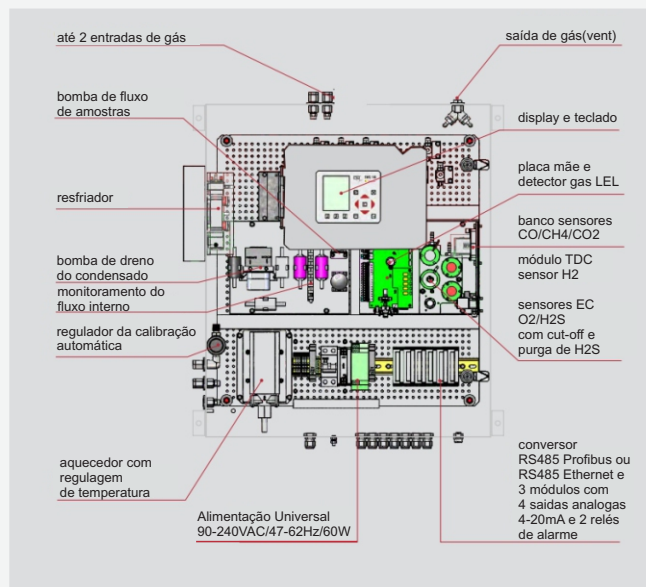 até 2 entradas de gás
bomba de fluxo
de amostras
resfriador
bomba de dreno
do condensado
monitoramento do
fluxo interno
regulador da calibração
automática
aquecedor com
regulagem
de temperatura
Alimentação Universal
90-240VAC/47-62Hz/60W
saída de gás(vent)
display e teclado
placa mãe e
detector gas LEL
banco sensores
CO/CH4/CO2
módulo TDC
sensor H2
sensores EC
O2/H2S
com cut-off e
purga de H2S
conversor
RS485 Profibus ou
RS485 Ethernet e
3 módulos com
4 saidas analogas
4-20mA e 2 relés
de alarme